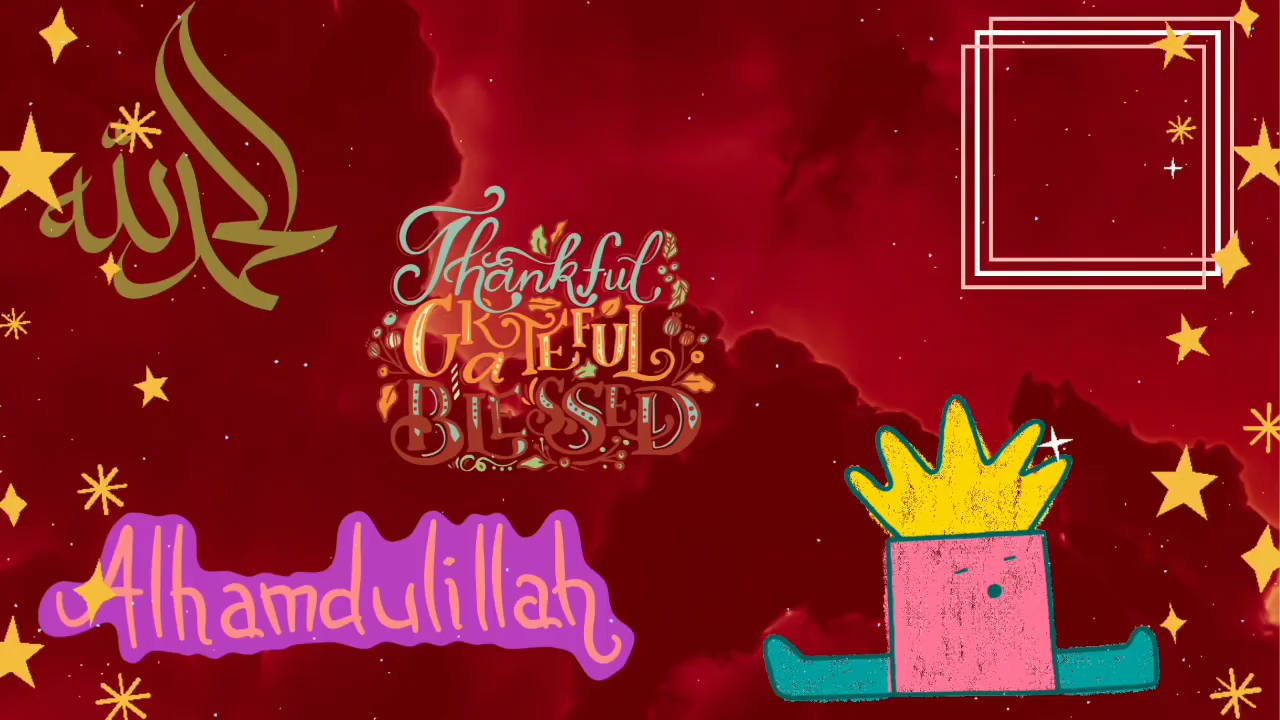 الحمد لله
Thankful
GRaTEFUL
BLESSED
Alhamdulillah